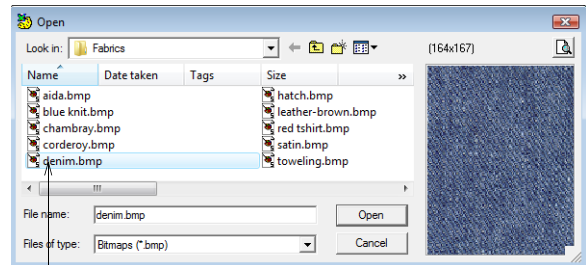 Open
Look in: Fabrics (164x167)
Name Date taken Tags Size »
aida.bmp hatch.bmp
blue knit.bmp leather-brown.bmp
chambray.bmp red tshirt.bmp
corderoy.bmp satin.bmp
denim.bmp toweling.bmp
File name: denim.bmp Open
Files of type: Bitmaps (*.bmp) Cancel